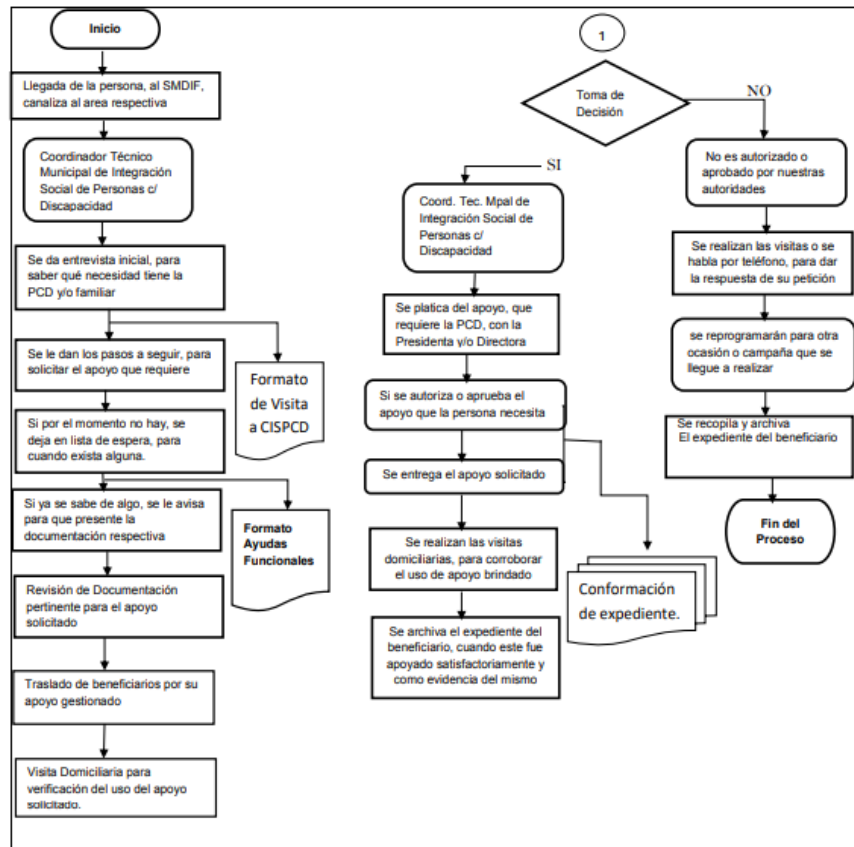 Inicio
Llegada de la persona, al SMDIF,
canaliza al area respectiva
Coordinador Técnico
Municipal de Integración
Social de Personas c/
Discapacidad
Se da entrevista inicial, para
saber qué necesidad tiene la
PCD y/o familiar
Se le dan los pasos a seguir, para
solicitar el apoyo que requiere
Formato
de Visita
a CISPCD
Si por el momento no hay, se
deja en lista de espera, para
cuando exista alguna.
Si ya se sabe de algo, se le avisa
para que presente la
documentación respectiva
Formato
Ayudas
Funcionales
Revisión de Documentación
pertinente para el apoyo
solicitado
Traslado de beneficiarios por su
apoyo gestionado
Visita Domiciliaria para
verificación del uso del apoyo
solicitado.
1
Toma de
Decisión
SI
Coord. Tec. Mpal de
Integración Social de
Personas c/
Discapacidad
Se platica del apoyo, que
requiere la PCD, con la
Presidenta y/o Directora
Si se autoriza o aprueba el
apoyo que la persona necesita
Se entrega el apoyo solicitado
Se realizan las visitas
domiciliarias, para corroborar
el uso de apoyo brindado
Conformación
de expediente.
Se archiva el expediente del
beneficiario, cuando este fue
apoyado satisfactoriamente y
como evidencia del mismo
NO
No es autorizado o
aprobado por nuestras
autoridades
Se realizan las visitas o se
habla por teléfono, para dar
la respuesta de su petición
se reprogramarán para otra
ocasión o campaña que se
llegue a realizar
Se recopila y archiva
El expediente del beneficiario
Fin del
Proceso